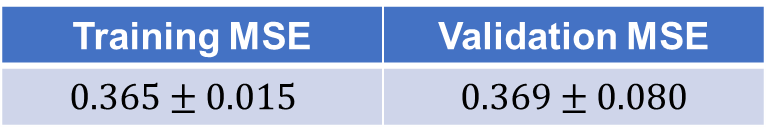 Training MSE Validation MSE
0.365 ± 0.015 0.369 ± 0.080